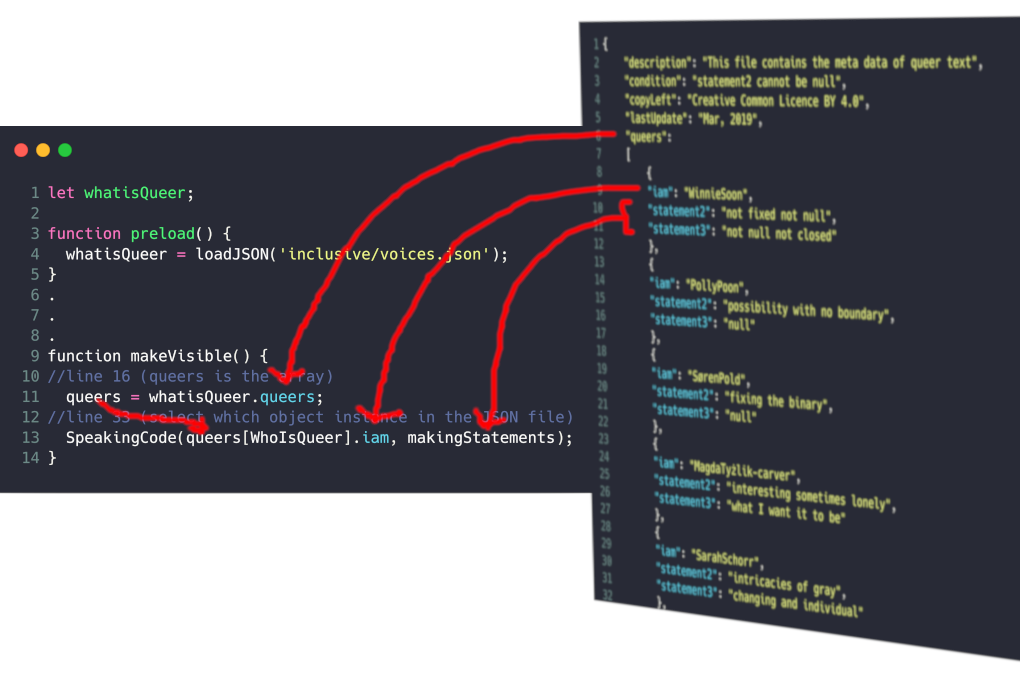 1 let whatisQueer;
2
3 function preload() {
4   whatisQueer = loadJSON('inclusive/voices.json');
5 }
6 .
7 .
8 .
9 function makeVisible() {
10 //line 16 (queers is the array)
11   queers = whatisQueer.queers;
12 //line 33 (select which object instance in the JSON file)
13   SpeakingCode(queers[WhoIsQueer].iam, makingStatements);
14 }
1 {
2 "description": "This file contains the meta data of queer text",
3 "condition": "statement2 cannot be null",
4 "copyLeft": "Creative Common Licence BY 4.0",
5 "lastUpdate": "Mar, 2019",
6 "queers":
7 [
8 {
9 "iam": "WinnieSoon",
10 "statement2": "not fixed not null",
11 "statement3": "not null not closed"
12 },
13 {
14 "iam": "PollyPoon",
15 "statement2": "possibility with no boundary",
16 "statement3": "null"
17 },
18 {
19 "iam": "SørenPold",
20 "statement2": "fixing the binary",
21 "statement3": "null"
22 },
23 {
24 "iam": "MagdaTyżlik-carver",
25 "statement2": "interesting sometimes lonely",
26 "statement3": "what I want it to be"
27 },
28 {
29 "iam": "SarahSchorr",
30 "statement2": "intricacies of gray",
31 "statement3": "changing and individual"
32 },